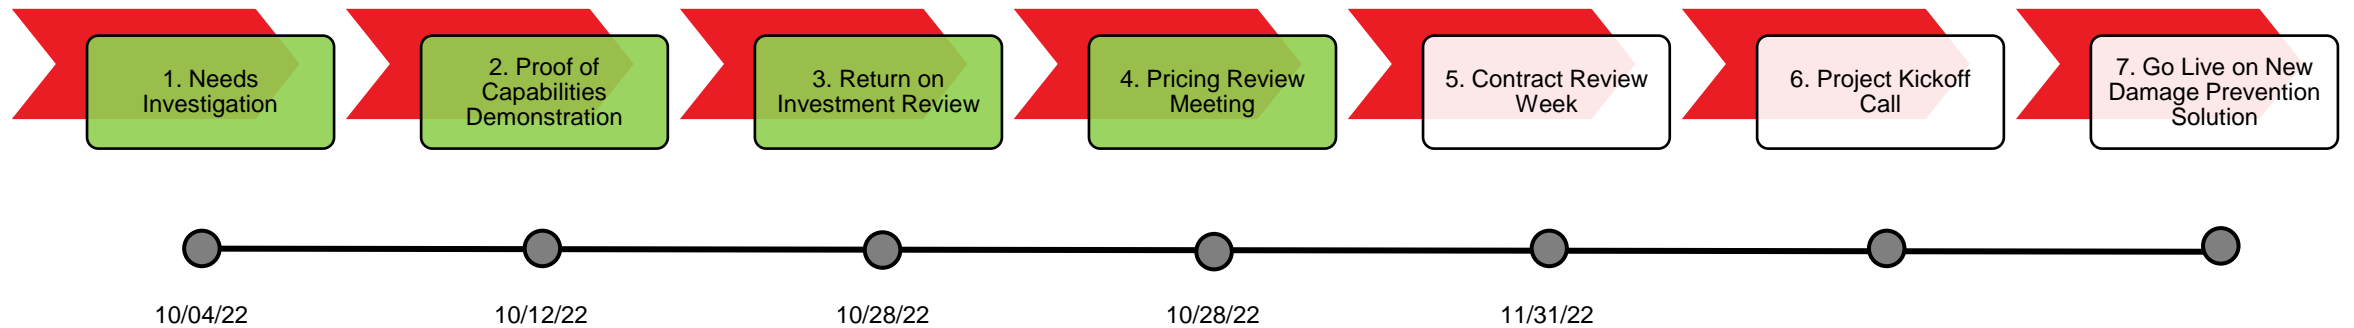 1. Needs
Investigation
2. Proof of
Capabilities
Demonstration
3. Return on
Investment Review
4. Pricing Review
Meeting
5. Contract Review
Week
6. Project Kickoff
Call
7. Go Live on New
Damage Prevention
Solution
10/04/22
10/12/22
10/28/22
10/28/22
11/31/22